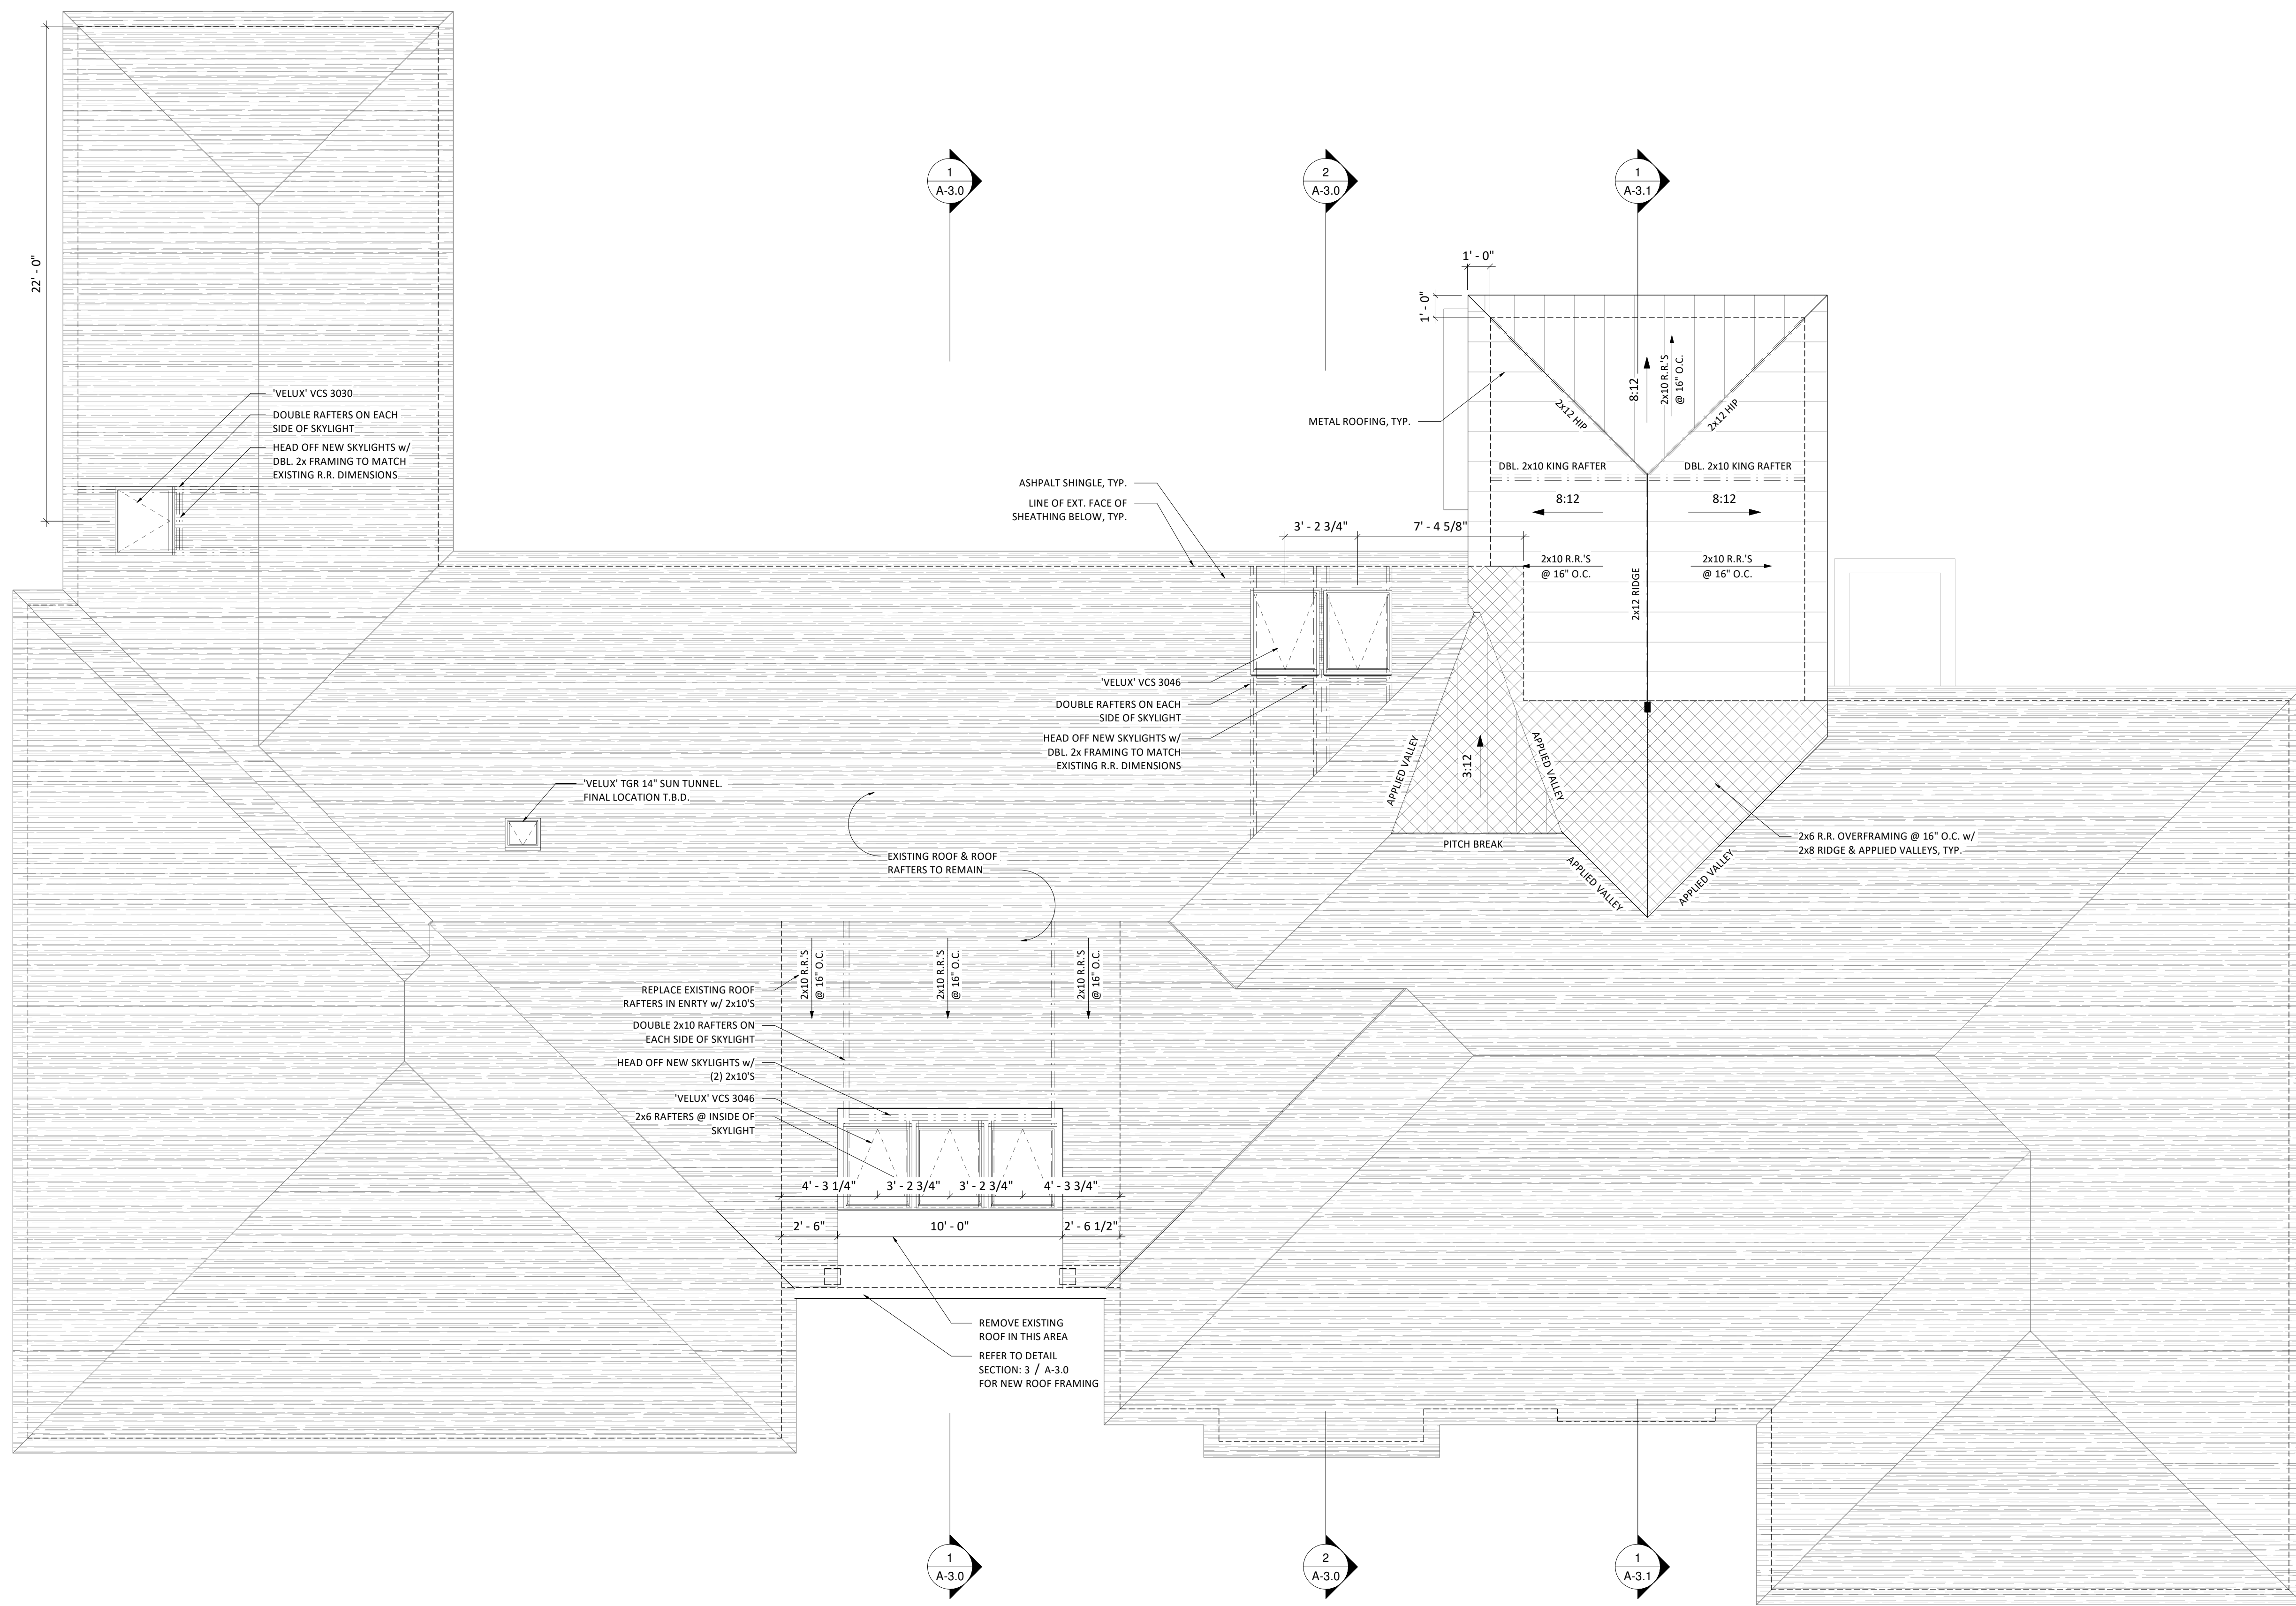 1
A-3.0
2
A-3.0
1
A-3.1
22' - 0"
1' - 0"
1' - 0"
'VELUX' VCS 3030
DOUBLE RAFTERS ON EACH
SIDE OF SKYLIGHT
HEAD OFF NEW SKYLIGHTS w/
DBL. 2x FRAMING TO MATCH
EXISTING R.R. DIMENSIONS
METAL ROOFING, TYP.
8:12
2x10 R.R.'S
@ 16" O.C.
2x12 HIP
2x12 HIP
DBL. 2x10 KING RAFTER
DBL. 2x10 KING RAFTER
8:12
8:12
ASHPALT SHINGLE, TYP.
LINE OF EXT. FACE OF
SHEATHING BELOW, TYP.
3' - 2 3/4"
7' - 4 5/8"
2x10 R.R.'S
@ 16" O.C.
2x10 R.R.'S
@ 16" O.C.
2x12 RIDGE
'VELUX' VCS 3046
DOUBLE RAFTERS ON EACH
SIDE OF SKYLIGHT
HEAD OFF NEW SKYLIGHTS w/
DBL. 2x FRAMING TO MATCH
EXISTING R.R. DIMENSIONS
APPLIED VALLEY
3:12
APPLIED VALLEY
PITCH BREAK
APPLIED VALLEY
APPLIED VALLEY
2x6 R.R. OVERFRAMING @ 16" O.C. w/
2x8 RIDGE & APPLIED VALLEYS, TYP.
'VELUX' TGR 14" SUN TUNNEL.
FINAL LOCATION T.B.D.
EXISTING ROOF & ROOF
RAFTERS TO REMAIN
2x10 R.R.'S
@ 16" O.C.
2x10 R.R.'S
@ 16" O.C.
2x10 R.R.'S
@ 16" O.C.
REPLACE EXISTING ROOF
RAFTERS IN ENRTY w/ 2x10'S
DOUBLE 2x10 RAFTERS ON
EACH SIDE OF SKYLIGHT
HEAD OFF NEW SKYLIGHTS w/
(2) 2x10'S
'VELUX' VCS 3046
2x6 RAFTERS @ INSIDE OF
SKYLIGHT
4' - 3 1/4"
3' - 2 3/4"
3' - 2 3/4"
4' - 3 3/4"
2' - 6"
10' - 0"
2' - 6 1/2"
REMOVE EXISTING
ROOF IN THIS AREA
REFER TO DETAIL
SECTION: 3 / A-3.0
FOR NEW ROOF FRAMING
1
A-3.0
2
A-3.0
1
A-3.1